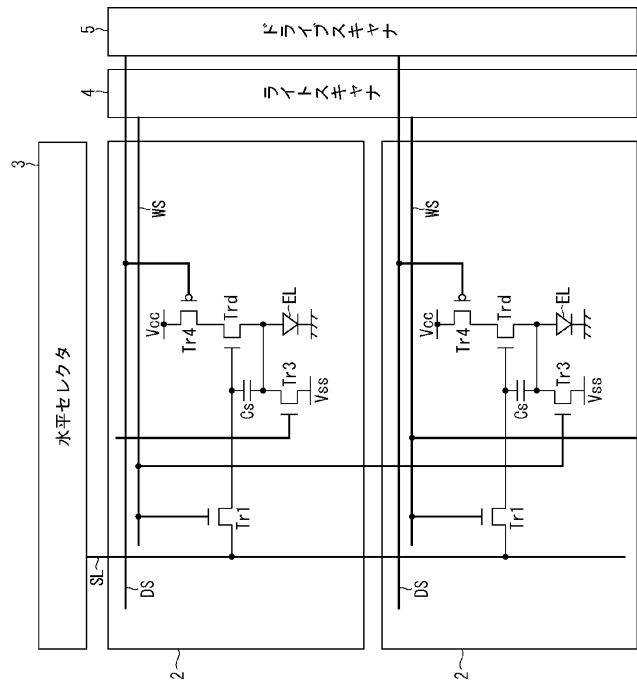 5
ドライブスキャナ
4
ライトスキャナ
3
水平セレクタ
WS
Vcc
Tr4
Trd
EL
Cs
Tr3
Vss
Tr1
SL
DS
2
WS
Vcc
Tr4
Trd
EL
Cs
Tr3
Vss
Tr1
DS
2